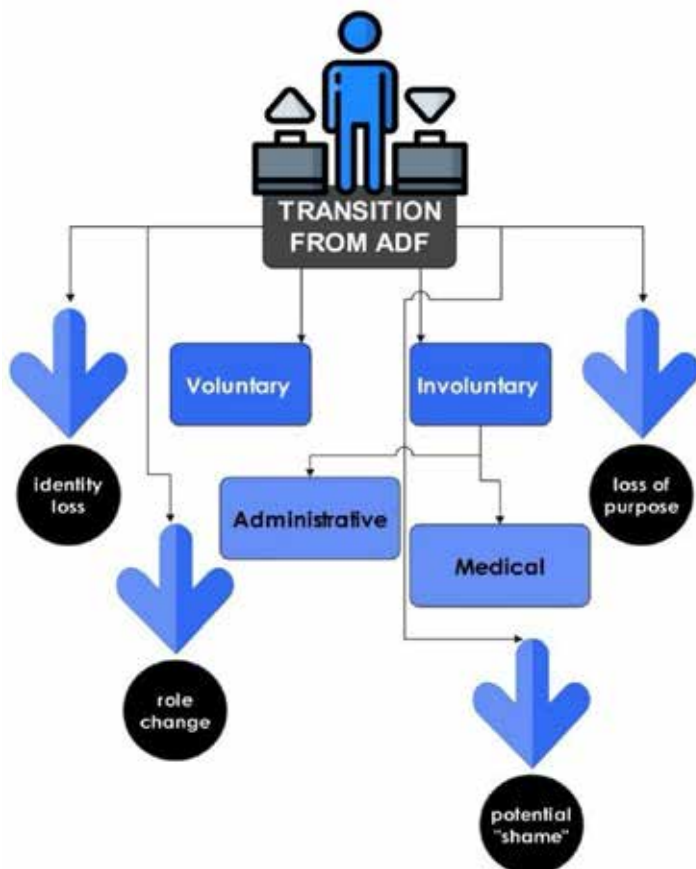 TRANSITION
FROM ADF
Voluntary
Involuntary
identity
loss
loss of
purpose
Administrative
Medical
role
change
potential
"shame"